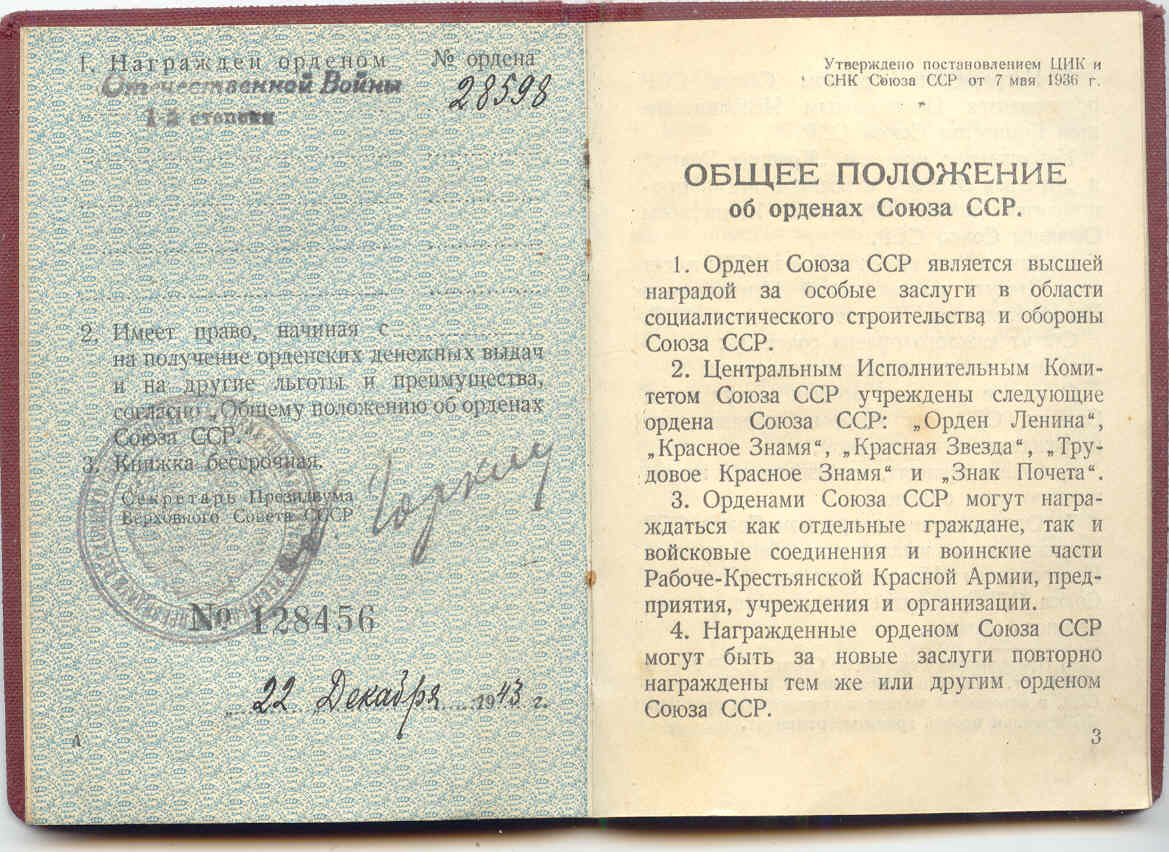 1. Награжден орденом № ордена
Отечественной Войны 28598
1-й степени
2. Имеет право, начиная с
на получение орденских денежных выдач
и на другие льготы и преимущества,
согласно „Общему положению об орденах
Союза ССР."
3. Книжка бессрочная.
Секретарь Президиума
Верховного Совета СССР
Горкин
№ 128456
„ 22 Декабря 1943 г.
Утверждено постановлением ЦИК и
СНК Союза ССР от 7 мая 1936 г.
ОБЩЕЕ ПОЛОЖЕНИЕ
об орденах Союза ССР.
1. Орден Союза ССР является высшей
наградой за особые заслуги в области
социалистического строительства и обороны
Союза ССР.
2. Центральным Исполнительным Коми-
тетом Союза ССР учреждены следующие
ордена Союза ССР: „Орден Ленина“,
„Красное Знамя“, „Красная Звезда“, „Тру-
довое Красное Знамя“ и „Знак Почета“.
3. Орденами Союза ССР могут награ-
ждаться как отдельные граждане, так и
войсковые соединения и воинские части
Рабоче-Крестьянской Красной Армии, пред-
приятия, учреждения и организации.
4. Награжденные орденом Союза ССР
могут быть за новые заслуги повторно
награждены тем же или другим орденом
Союза ССР.
3